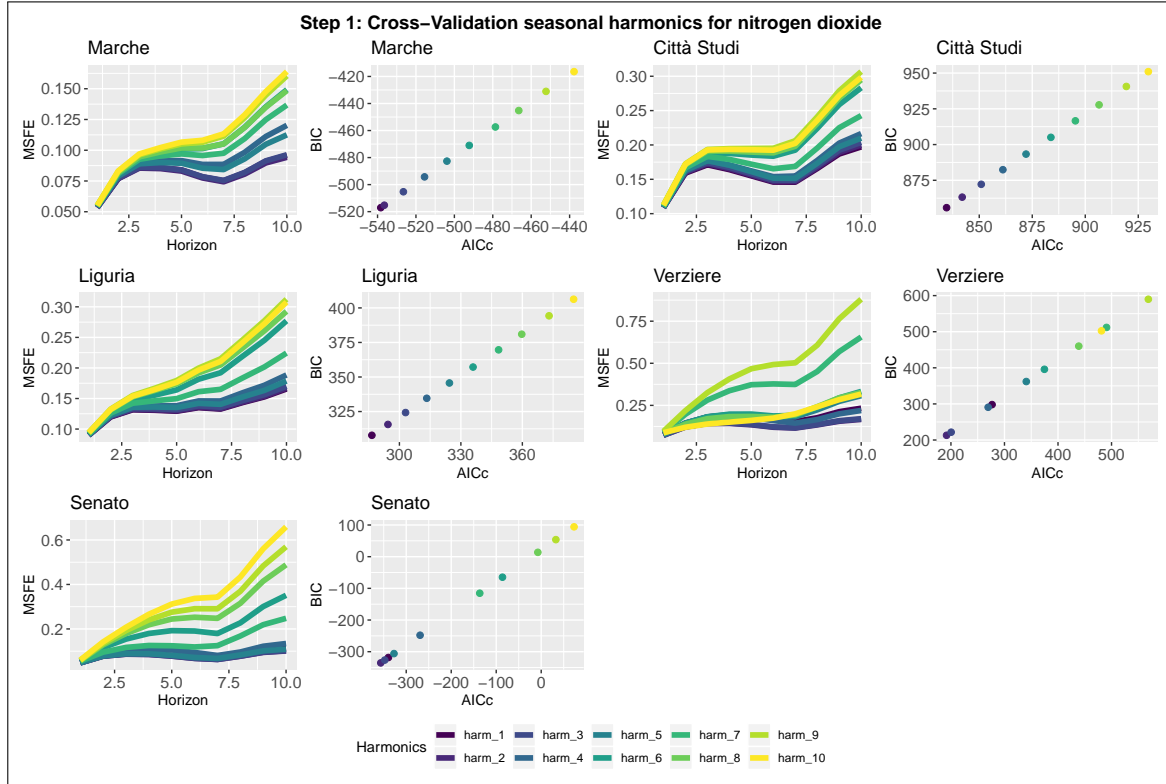 Step 1: Cross−Validation seasonal harmonics for nitrogen dioxide
Marche
MSFE
0.150
0.125
0.100
0.075
0.050
2.5 5.0 7.5 10.0
Horizon
Marche
BIC
−420
−440
−460
−480
−500
−520
−540 −520 −500 −480 −460 −440
AICc
Città Studi
MSFE
0.30
0.25
0.20
0.15
0.10
2.5 5.0 7.5 10.0
Horizon
Città Studi
BIC
950
925
900
875
850 875 900 925
AICc
Liguria
MSFE
0.30
0.25
0.20
0.15
0.10
2.5 5.0 7.5 10.0
Horizon
Liguria
BIC
400
375
350
325
300 330 360
AICc
Verziere
MSFE
0.75
0.50
0.25
2.5 5.0 7.5 10.0
Horizon
Verziere
BIC
600
500
400
300
200
200 300 400 500
AICc
Senato
MSFE
0.6
0.4
0.2
2.5 5.0 7.5 10.0
Horizon
Senato
BIC
100
0
−100
−200
−300
−300 −200 −100 0
AICc
Harmonics
harm_1 harm_3 harm_5 harm_7 harm_9
harm_2 harm_4 harm_6 harm_8 harm_10